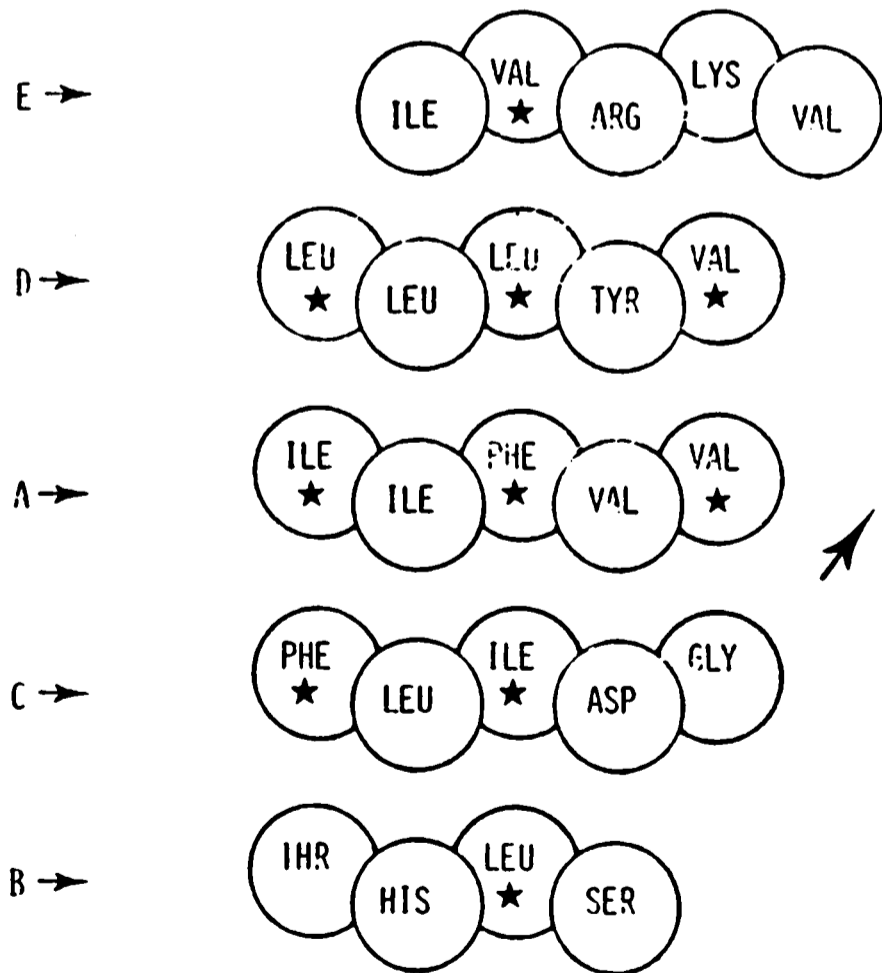 E → ILE VAL ★ ARG LYS VAL
D → LEU ★ LEU LEU ★ TYR VAL ★
A → ILE ★ ILE PHE ★ VAL VAL ★
C → PHE ★ LEU ILE ★ ASP GLY
B → IHR HIS LEU ★ SER